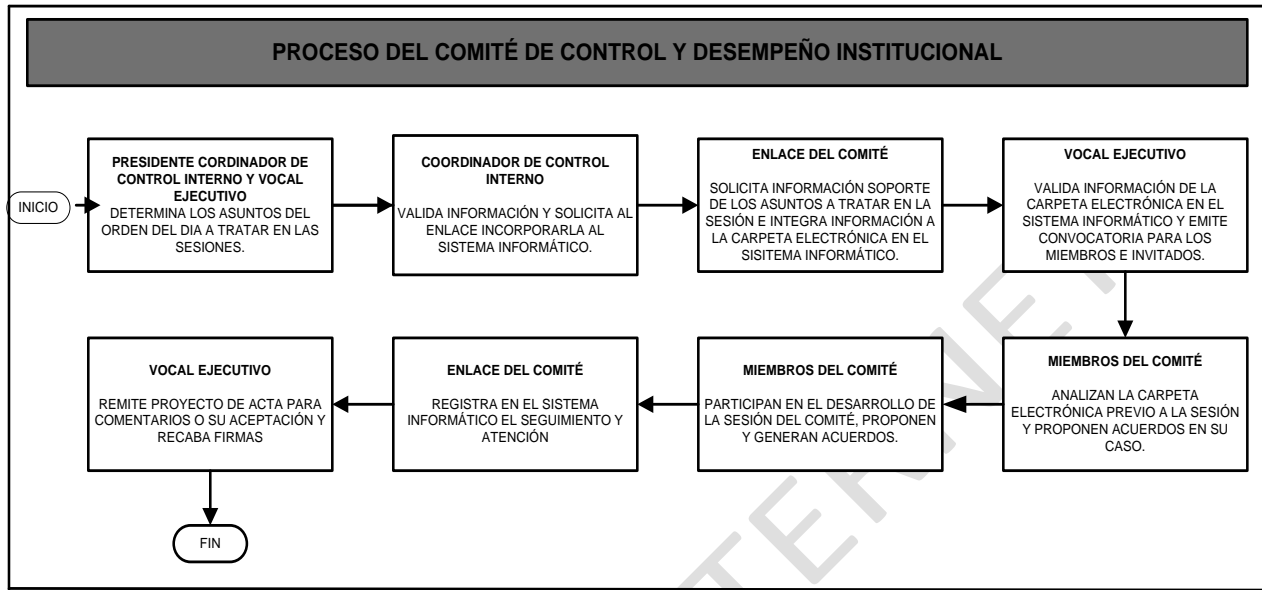 PROCESO DEL COMITÉ DE CONTROL Y DESEMPEÑO INSTITUCIONAL
INICIO
PRESIDENTE CORDINADOR DE
CONTROL INTERNO Y VOCAL
EJECUTIVO
DETERMINA LOS ASUNTOS DEL
ORDEN DEL DIA A TRATAR EN LAS
SESIONES.
COORDINADOR DE CONTROL
INTERNO
VALIDA INFORMACIÓN Y SOLICITA AL
ENLACE INCORPORARLA AL
SISTEMA INFORMÁTICO.
ENLACE DEL COMITÉ
SOLICITA INFORMACIÓN SOPORTE
DE LOS ASUNTOS A TRATAR EN LA
SESIÓN E INTEGRA INFORMACIÓN A
LA CARPETA ELECTRÓNICA EN EL
SISITEMA INFORMÁTICO.
VOCAL EJECUTIVO
VALIDA INFORMACIÓN DE LA
CARPETA ELECTRÓNICA EN EL
SISTEMA INFORMÁTICO Y EMITE
CONVOCATORIA PARA LOS
MIEMBROS E INVITADOS.
MIEMBROS DEL COMITÉ
ANALIZAN LA CARPETA
ELECTRÓNICA PREVIO A LA SESIÓN
Y PROPONEN ACUERDOS EN SU
CASO.
MIEMBROS DEL COMITÉ
PARTICIPAN EN EL DESARROLLO DE
LA SESIÓN DEL COMITÉ, PROPONEN
Y GENERAN ACUERDOS.
ENLACE DEL COMITÉ
REGISTRA EN EL SISTEMA
INFORMÁTICO EL SEGUIMIENTO Y
ATENCIÓN
VOCAL EJECUTIVO
REMITE PROYECTO DE ACTA PARA
COMENTARIOS O SU ACEPTACIÓN Y
RECABA FIRMAS
FIN